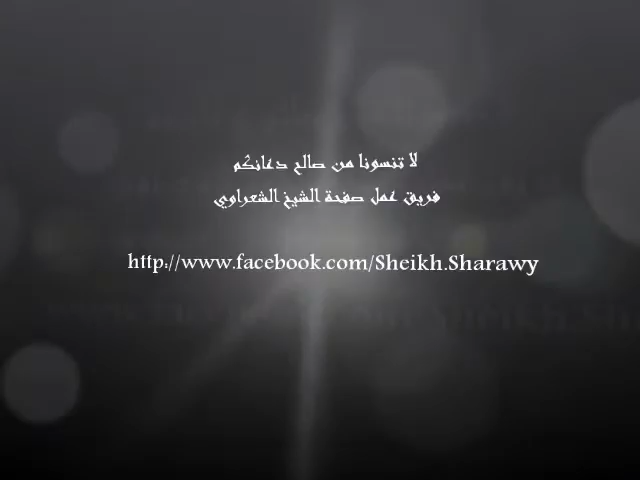 لا تنسونا من صالح دعائكم
فريق عمل صفحة الشيخ الشعراوي
http://www.facebook.com/Sheikh.Sharawy